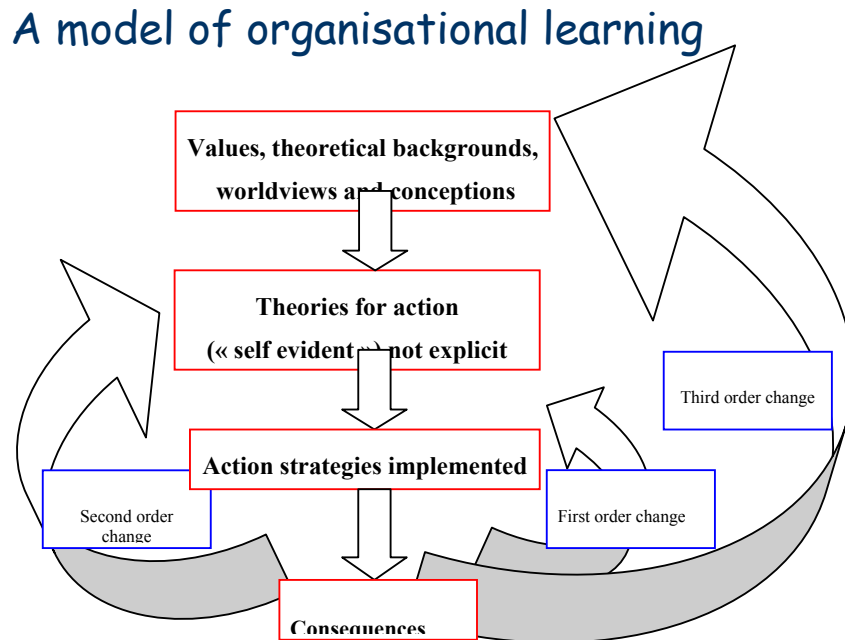 A model of organisational learning
Values, theoretical backgrounds,
worldviews and conceptions
Theories for action
(« self evident ») not explicit
Third order change
Action strategies implemented
Second order
change
First order change
Consequences